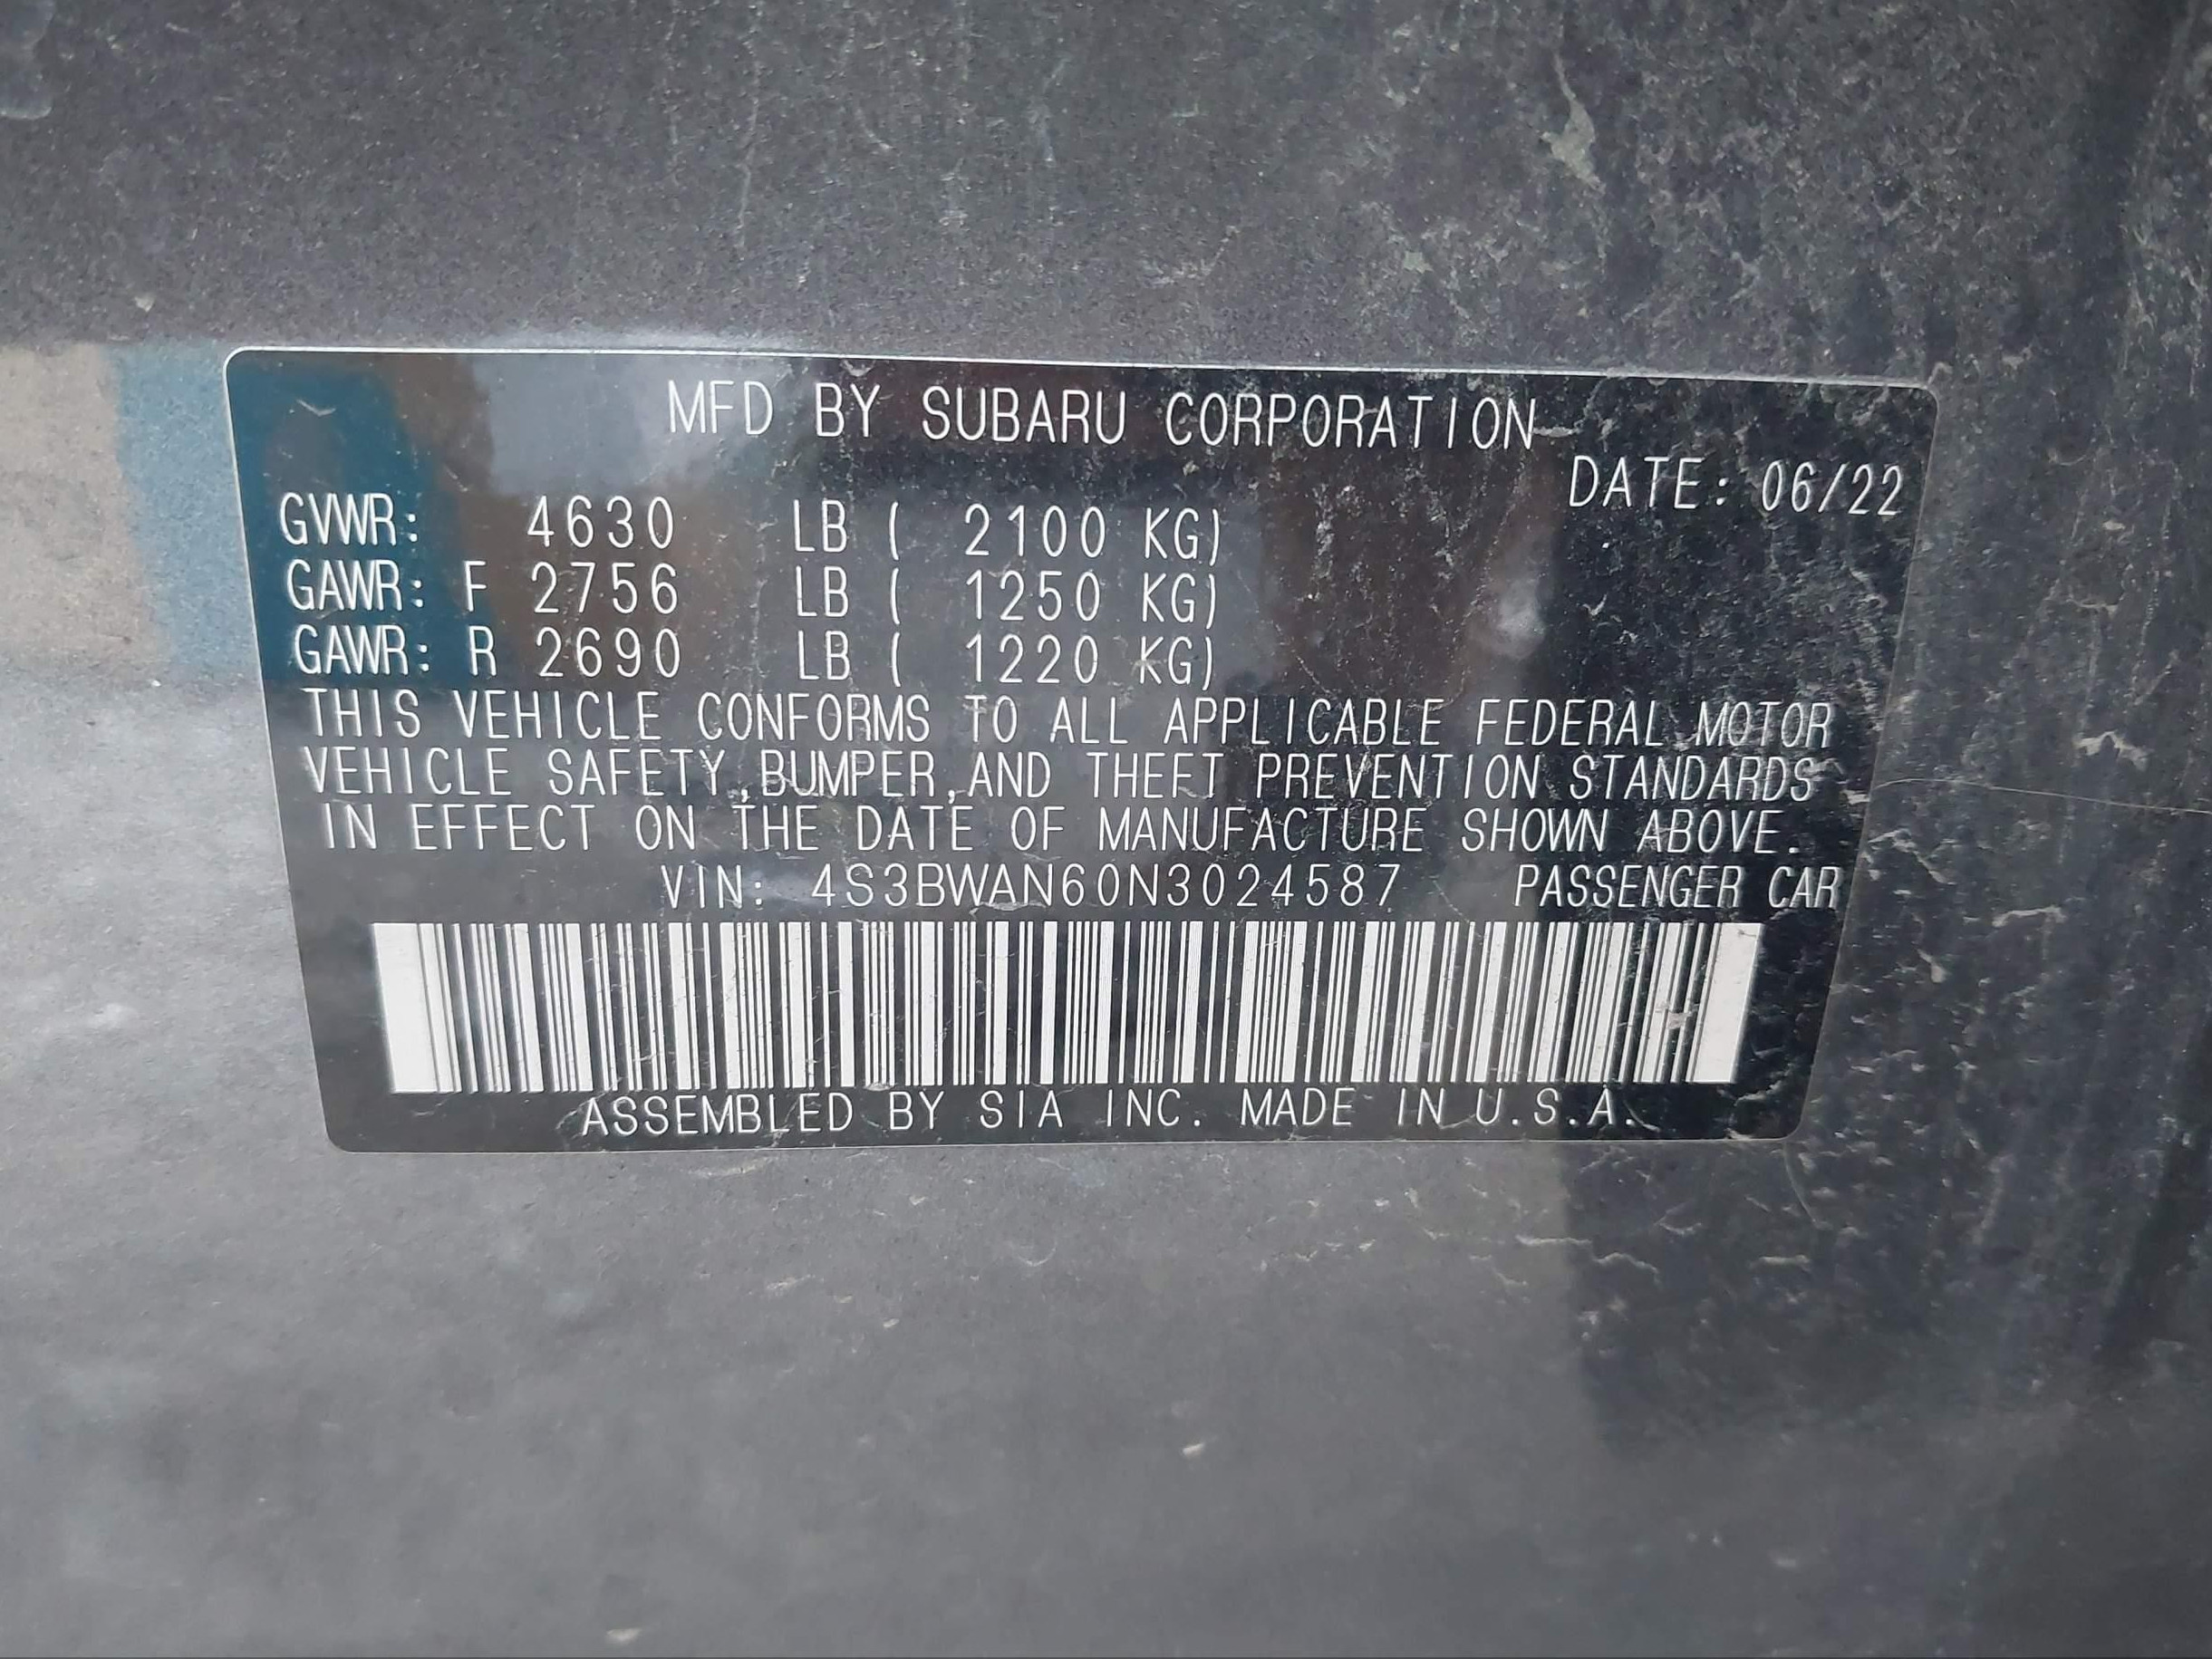 MFD BY SUBARU CORPORATION
DATE: 06/22
GVWR: 4630 LB ( 2100 KG)
GAWR: F 2756 LB ( 1250 KG)
GAWR: R 2690 LB ( 1220 KG)
THIS VEHICLE CONFORMS TO ALL APPLICABLE FEDERAL MOTOR
VEHICLE SAFETY,BUMPER,AND THEFT PREVENTION STANDARDS
IN EFFECT ON THE DATE OF MANUFACTURE SHOWN ABOVE.
VIN: 4S3BWAN60N3024587 PASSENGER CAR
ASSEMBLED BY SIA INC. MADE IN U.S.A.